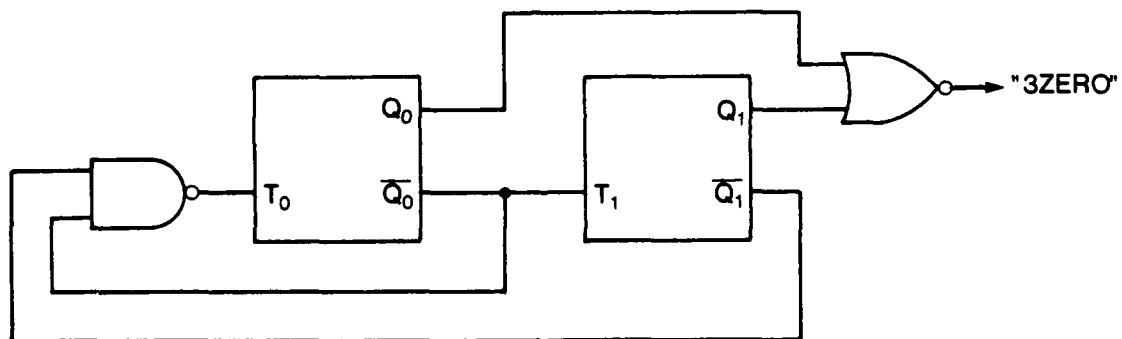 Q₀
Q₁
"3ZERO"
T₀
Q̅₀
T₁
Q̅₁